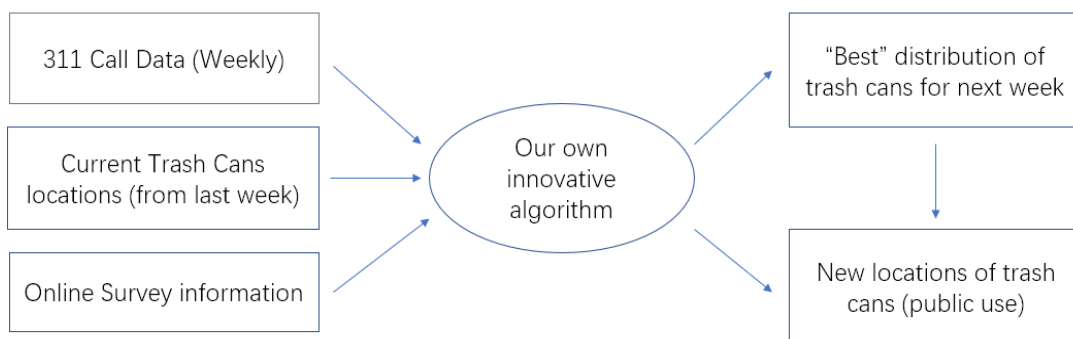 311 Call Data (Weekly)
Current Trash Cans
locations (from last week)
Online Survey information
Our own
innovative
algorithm
“Best” distribution of
trash cans for next week
New locations of trash
cans (public use)